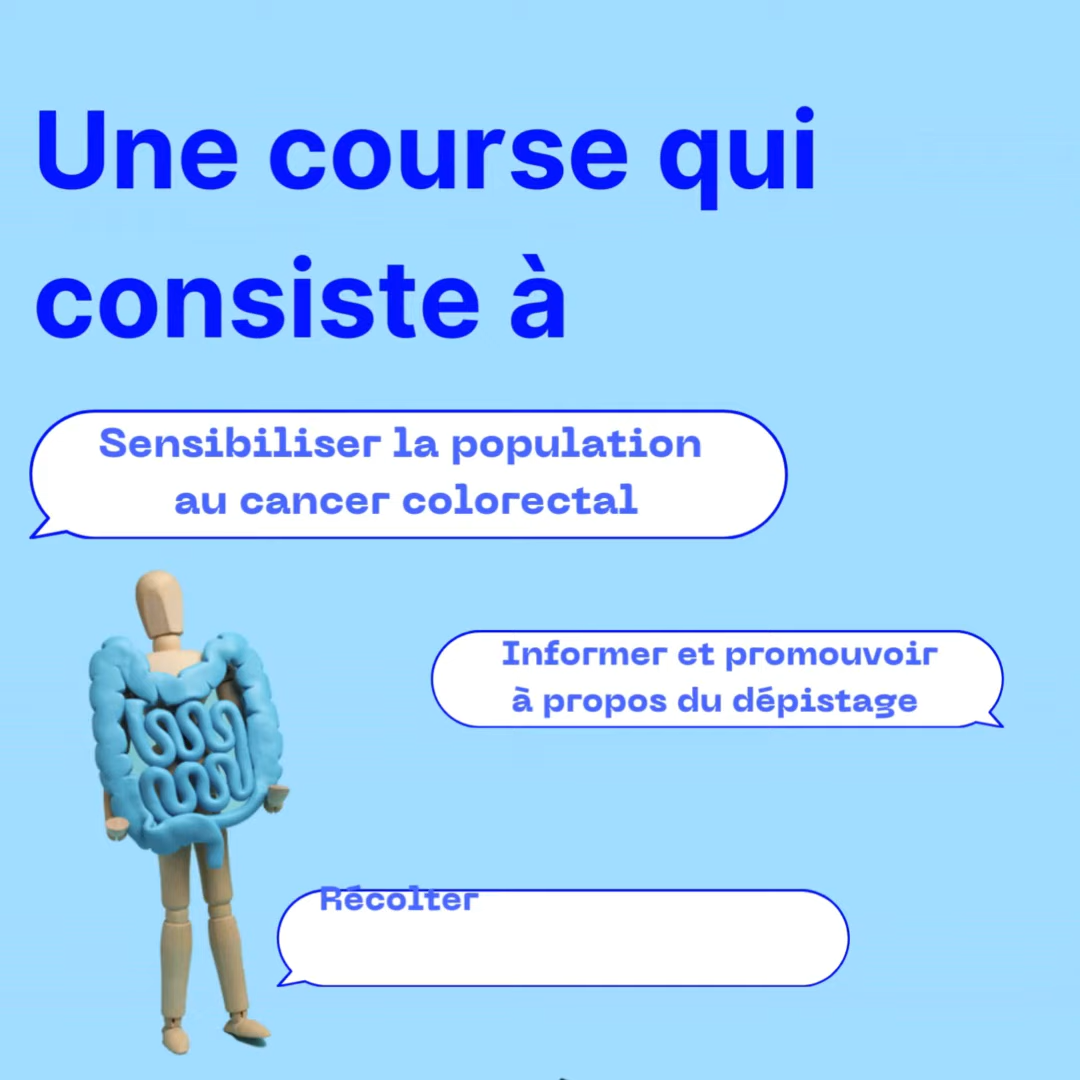 Une course qui
consiste à
Sensibiliser la population
au cancer colorectal
Informer et promouvoir
à propos du dépistage
Récolter